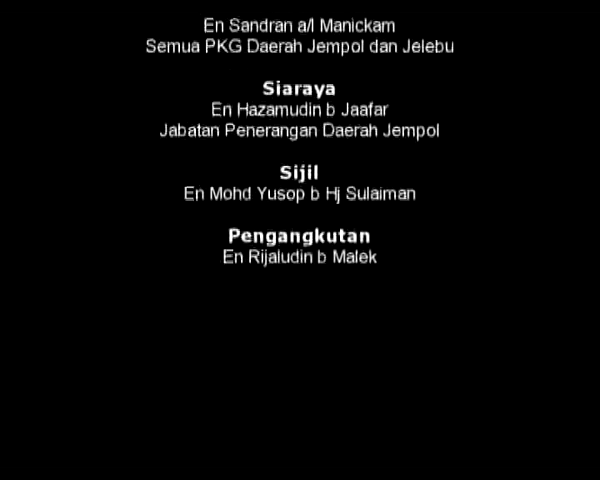 En Sandran a/l Manickam
Semua PKG Daerah Jempol dan Jelebu
Siaraya
En Hazamudin b Jaafar
Jabatan Penerangan Daerah Jempol
Sijil
En Mohd Yusop b Hj Sulaiman
Pengangkutan
En Rijaludin b Malek